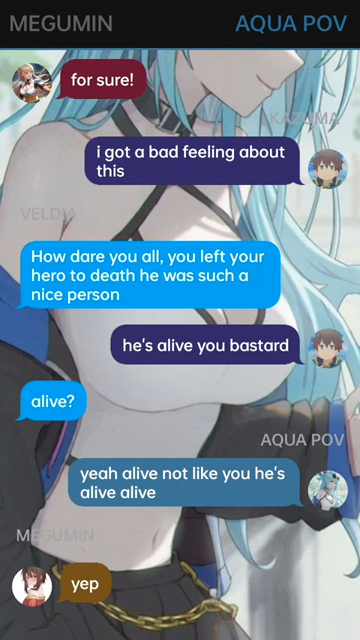 MEGUMIN AQUA POV
for sure!
KAZUMA
i got a bad feeling about
this
VELDIA
How dare you all, you left your
hero to death he was such a
nice person
he's alive you bastard
alive?
AQUA POV
yeah alive not like you he's
alive alive
MEGUMIN
yep